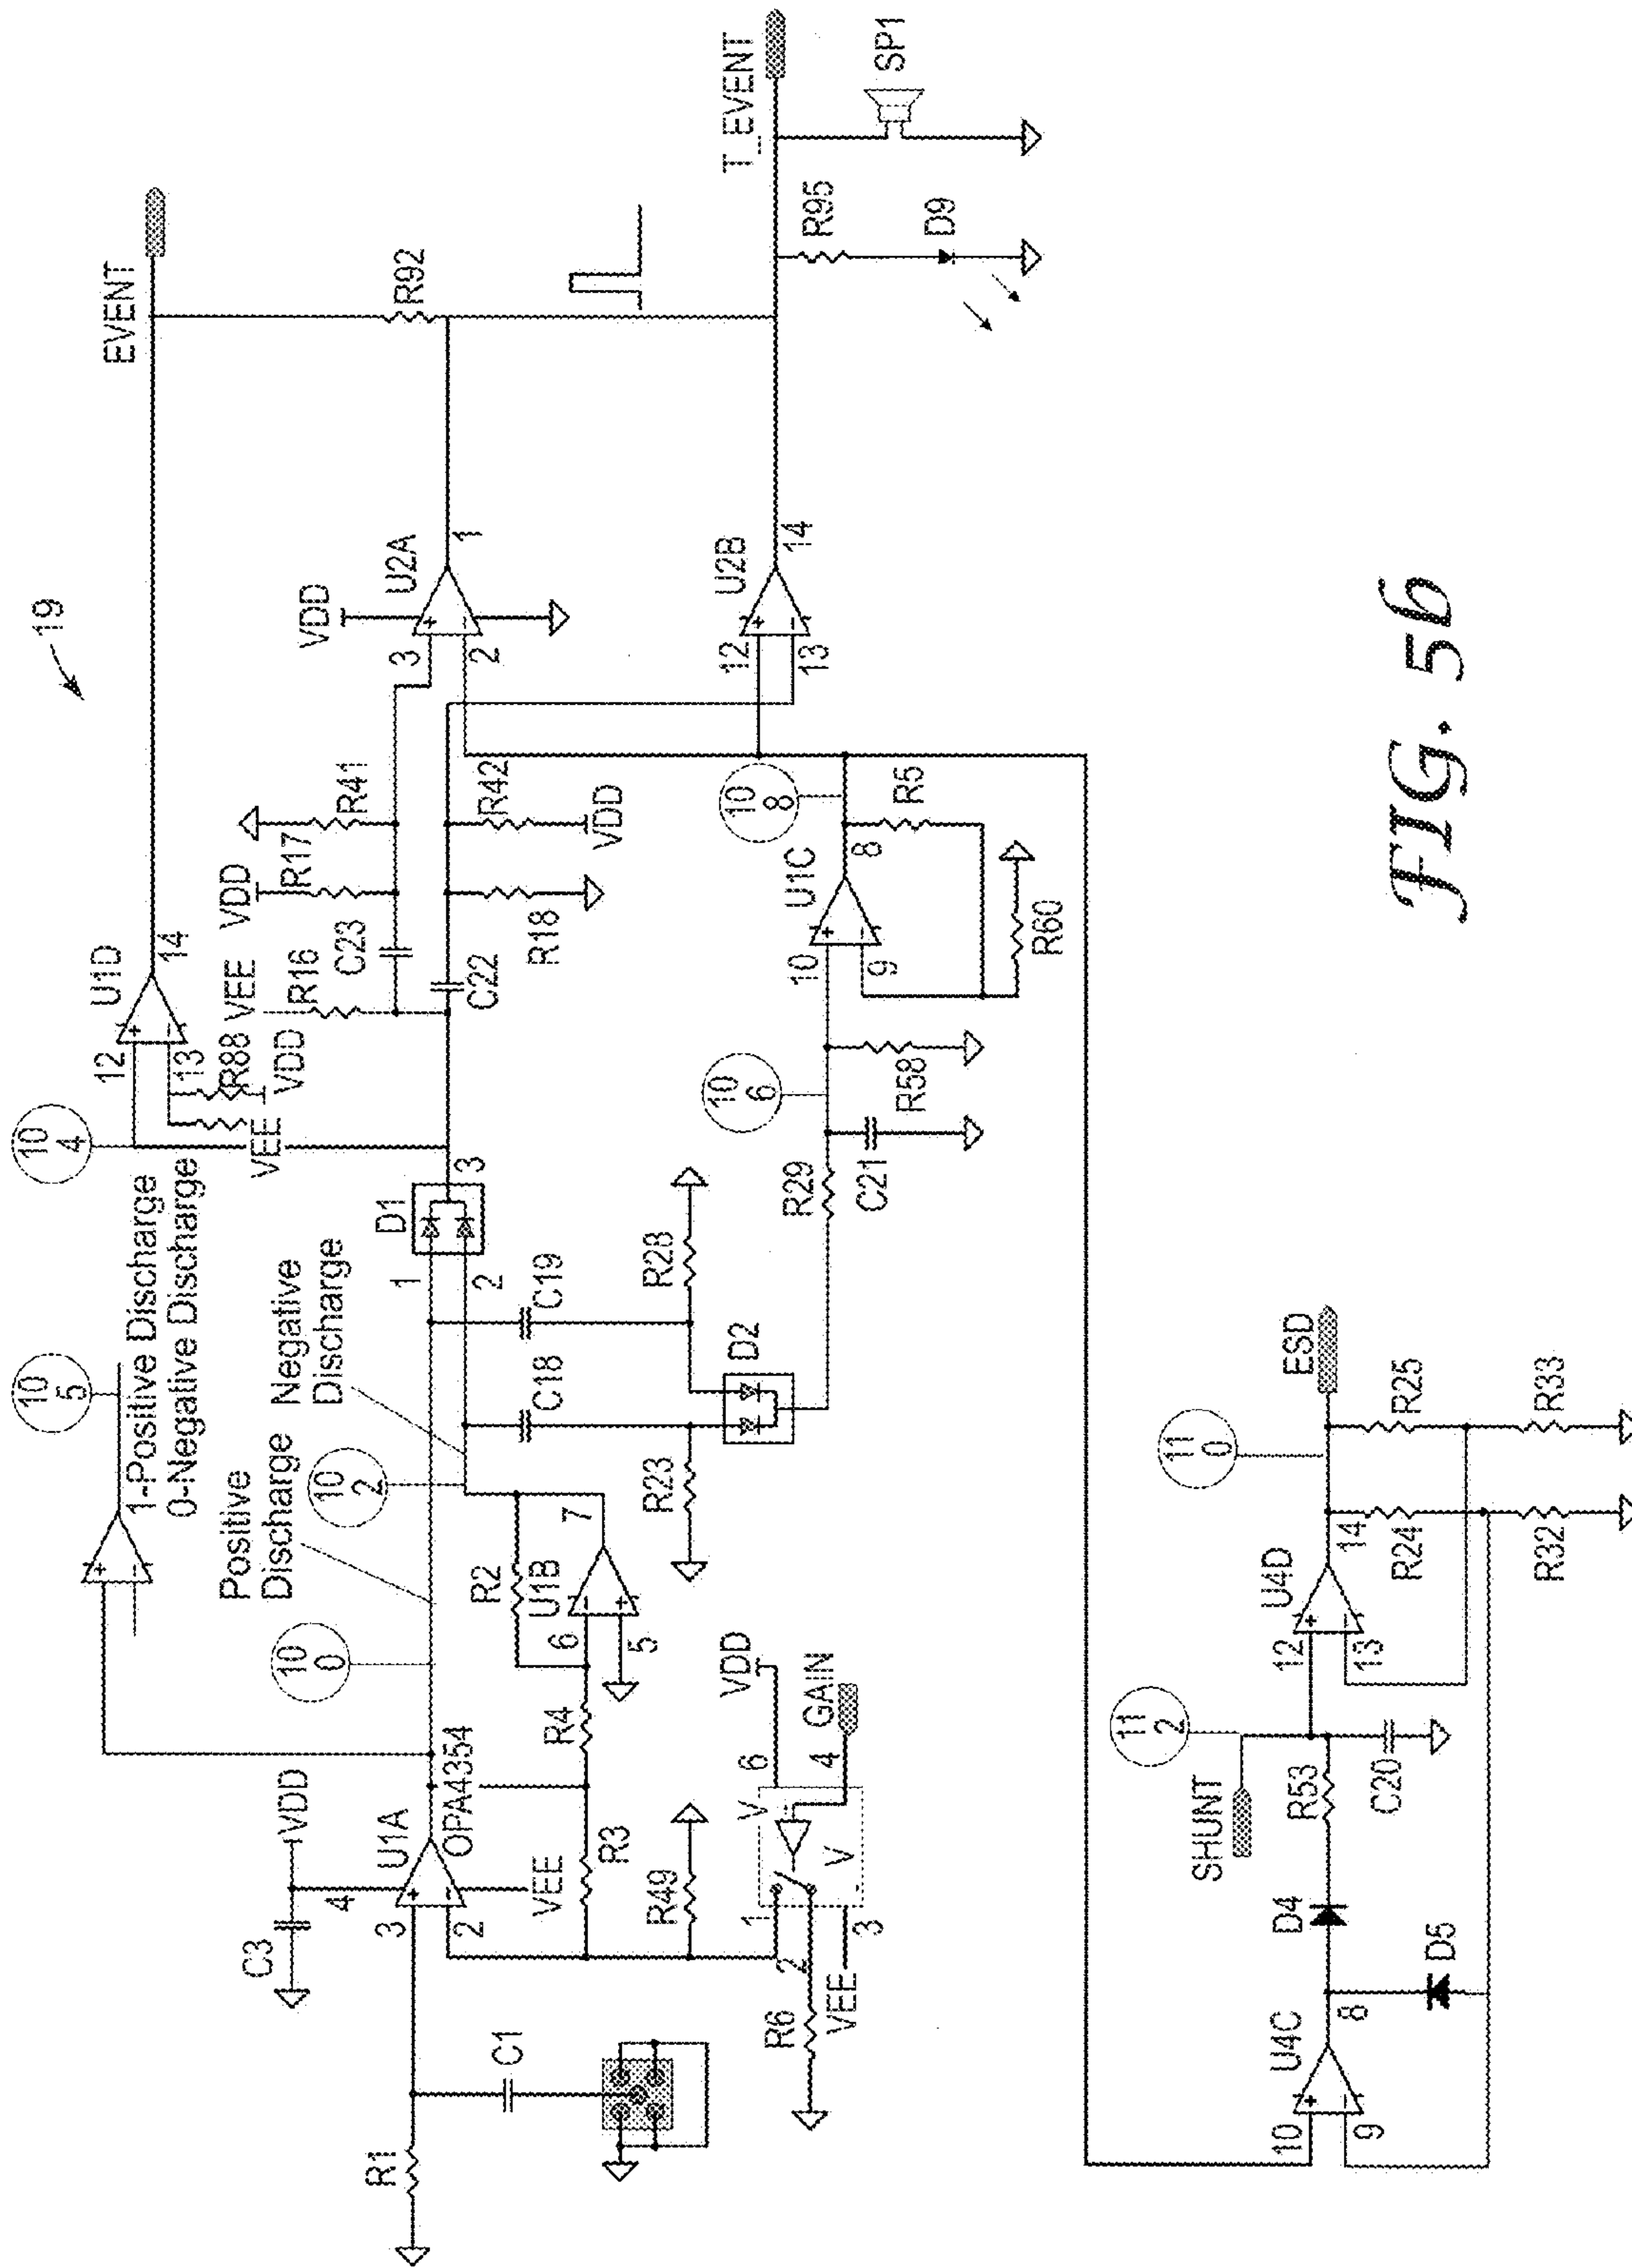 19
EVENT
10
4
U1D
12
13
14
R88
VEE
VDD
VEE
10
5
1-Positive Discharge
0-Negative Discharge
Positive
Discharge
Negative
Discharge
10
0
10
2
C3
VDD
4
U1A
OPA4354
3
2
VEE
R1
C1
R3
R49
R4
R2
U1B
6
5
7
D1
1
2
3
R16
C23
VDD
R17
R41
C22
R18
R42
VDD
VDD
3
2
U2A
1
R92
C18
C19
R23
R28
D2
R29
10
6
C21
R58
10
9
U1C
8
R5
R60
10
8
12
13
U2B
14
T_EVENT
R95
D9
SP1
R6
1
2
VEE
3
V
V
6
VDD
4
GAIN
U4C
10
9
8
D4
D5
R53
C20
SHUNT
11
2
12
13
U4D
14
11
0
ESD
R24
R25
R32
R33
FIG. 5b